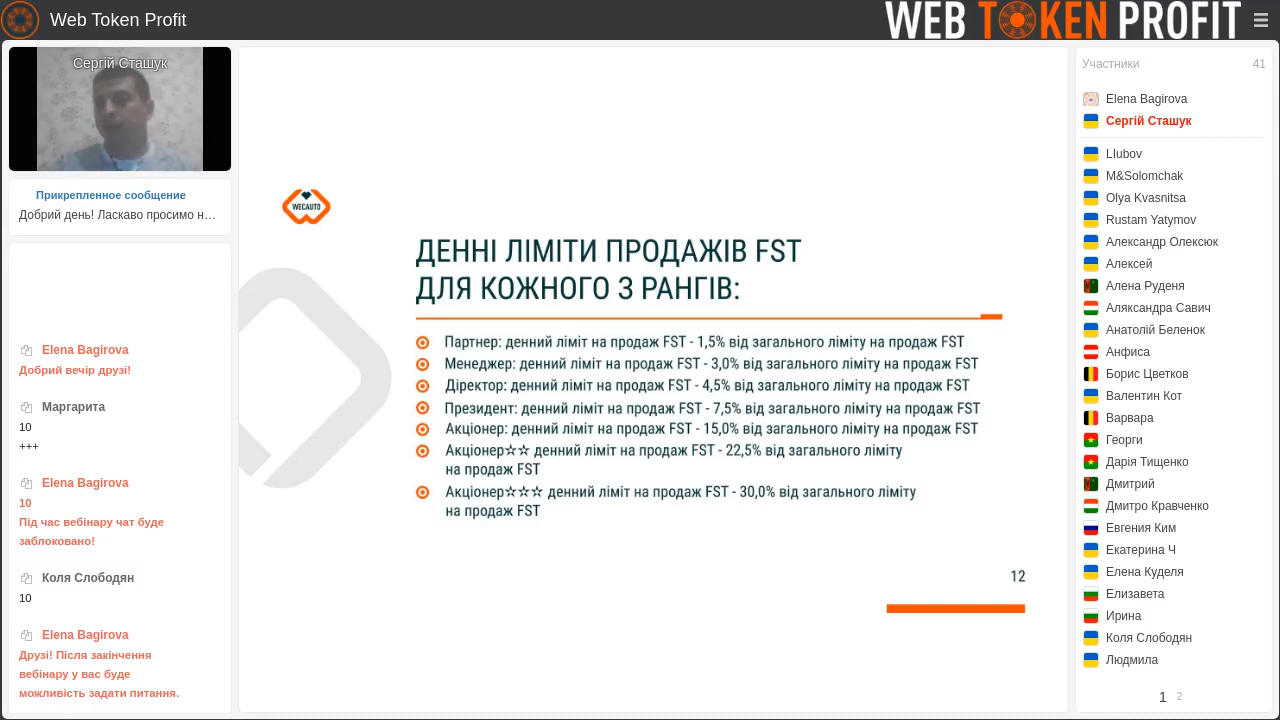 Web Token Profit
WEB TOKEN PROFIT
Сергій Сташук
Прикрепленное сообщение
Добрий день! Ласкаво просимо н…
Elena Bagirova
Добрий вечір друзі!
Маргарита
10
+++
Elena Bagirova
10
Під час вебінару чат буде
заблоковано!
Коля Слободян
10
Elena Bagirova
Друзі! Після закінчення
вебінару у вас буде
можливість задати питання.
WECAUTO
ДЕННІ ЛІМІТИ ПРОДАЖІВ FST
ДЛЯ КОЖНОГО З РАНГІВ:
Партнер: денний ліміт на продаж FST - 1,5% від загального ліміту на продаж FST
Менеджер: денний ліміт на продаж FST - 3,0% від загального ліміту на продаж FST
Діректор: денний ліміт на продаж FST - 4,5% від загального ліміту на продаж FST
Президент: денний ліміт на продаж FST - 7,5% від загального ліміту на продаж FST
Акціонер: денний ліміт на продаж FST - 15,0% від загального ліміту на продаж FST
Акціонер☆☆ денний ліміт на продаж FST - 22,5% від загального ліміту
на продаж FST
Акціонер☆☆☆ денний ліміт на продаж FST - 30,0% від загального ліміту
на продаж FST
12
Участники 41
Elena Bagirova
Сергій Сташук
LIubov
M&Solomchak
Olya Kvasnitsa
Rustam Yatymov
Александр Олексюк
Алексей
Алена Руденя
Аляксандра Савич
Анатолій Беленок
Анфиса
Борис Цветков
Валентин Кот
Варвара
Георги
Дарія Тищенко
Дмитрий
Дмитро Кравченко
Евгения Ким
Екатерина Ч
Елена Куделя
Елизавета
Ирина
Коля Слободян
Людмила
1 2